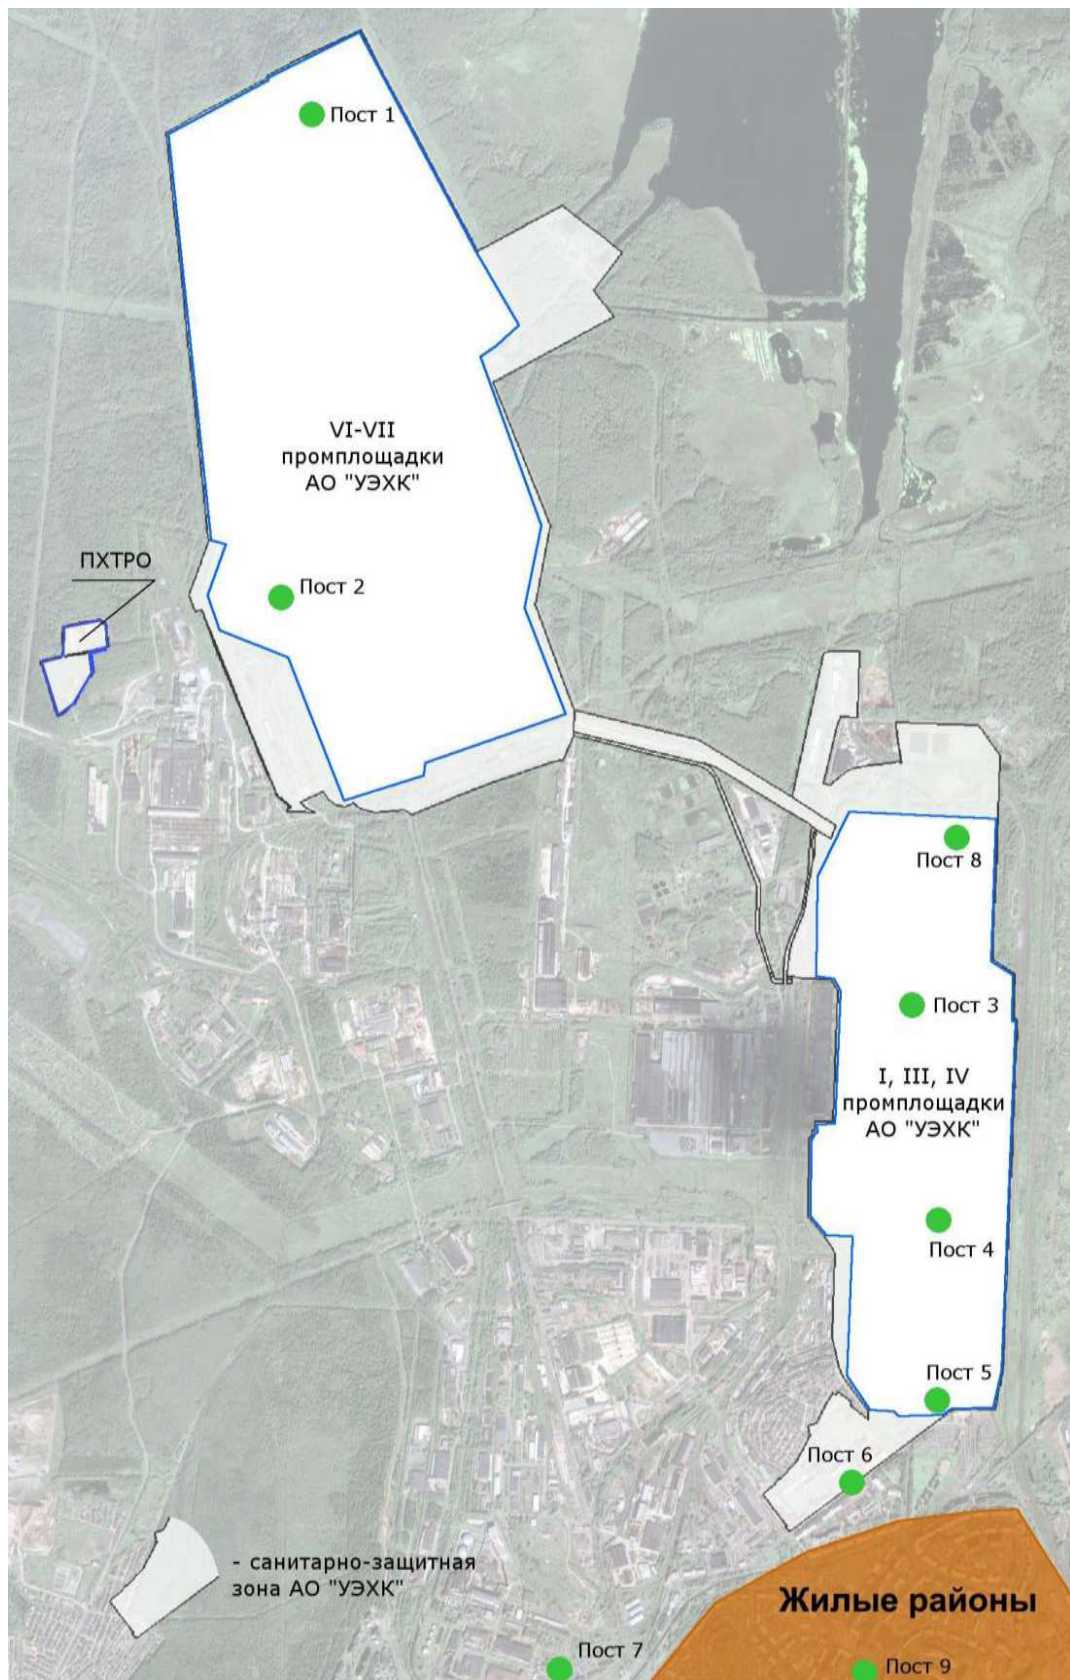 Пост 1
VI-VII
промплощадки
АО "УЭХК"
ПХТРО
Пост 2
Пост 8
Пост 3
I, III, IV
промплощадки
АО "УЭХК"
Пост 4
Пост 5
Пост 6
- санитарно-защитная
зона АО "УЭХК"
Жилые районы
Пост 7
Пост 9